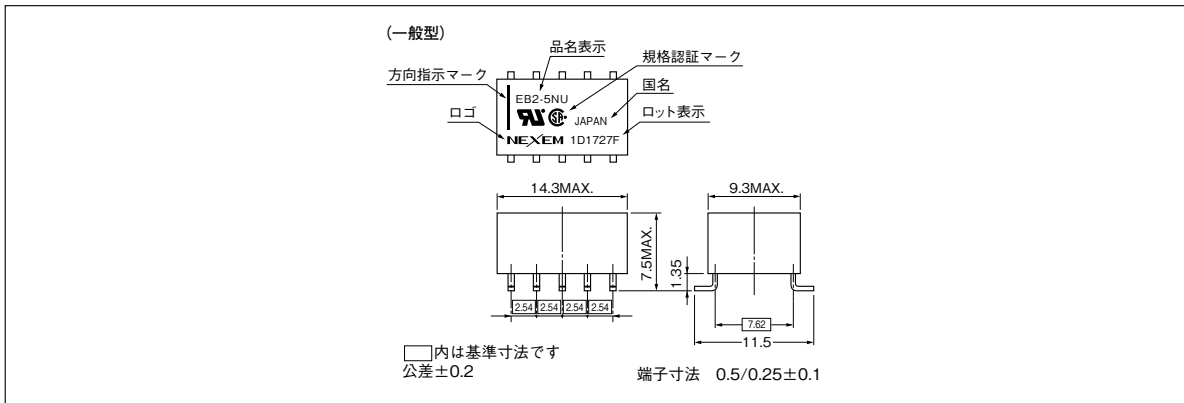 (一般型)
品名表示
規格認証マーク
方向指示マーク
国名
EB2-5NU
ロゴ
JAPAN
ロット表示
NEXEM 1D1727F
14.3MAX.
9.3MAX.
7.5MAX.
1.35
2.54 2.54 2.54 2.54
7.62
11.5
内は基準寸法です
公差±0.2
端子寸法 0.5/0.25±0.1